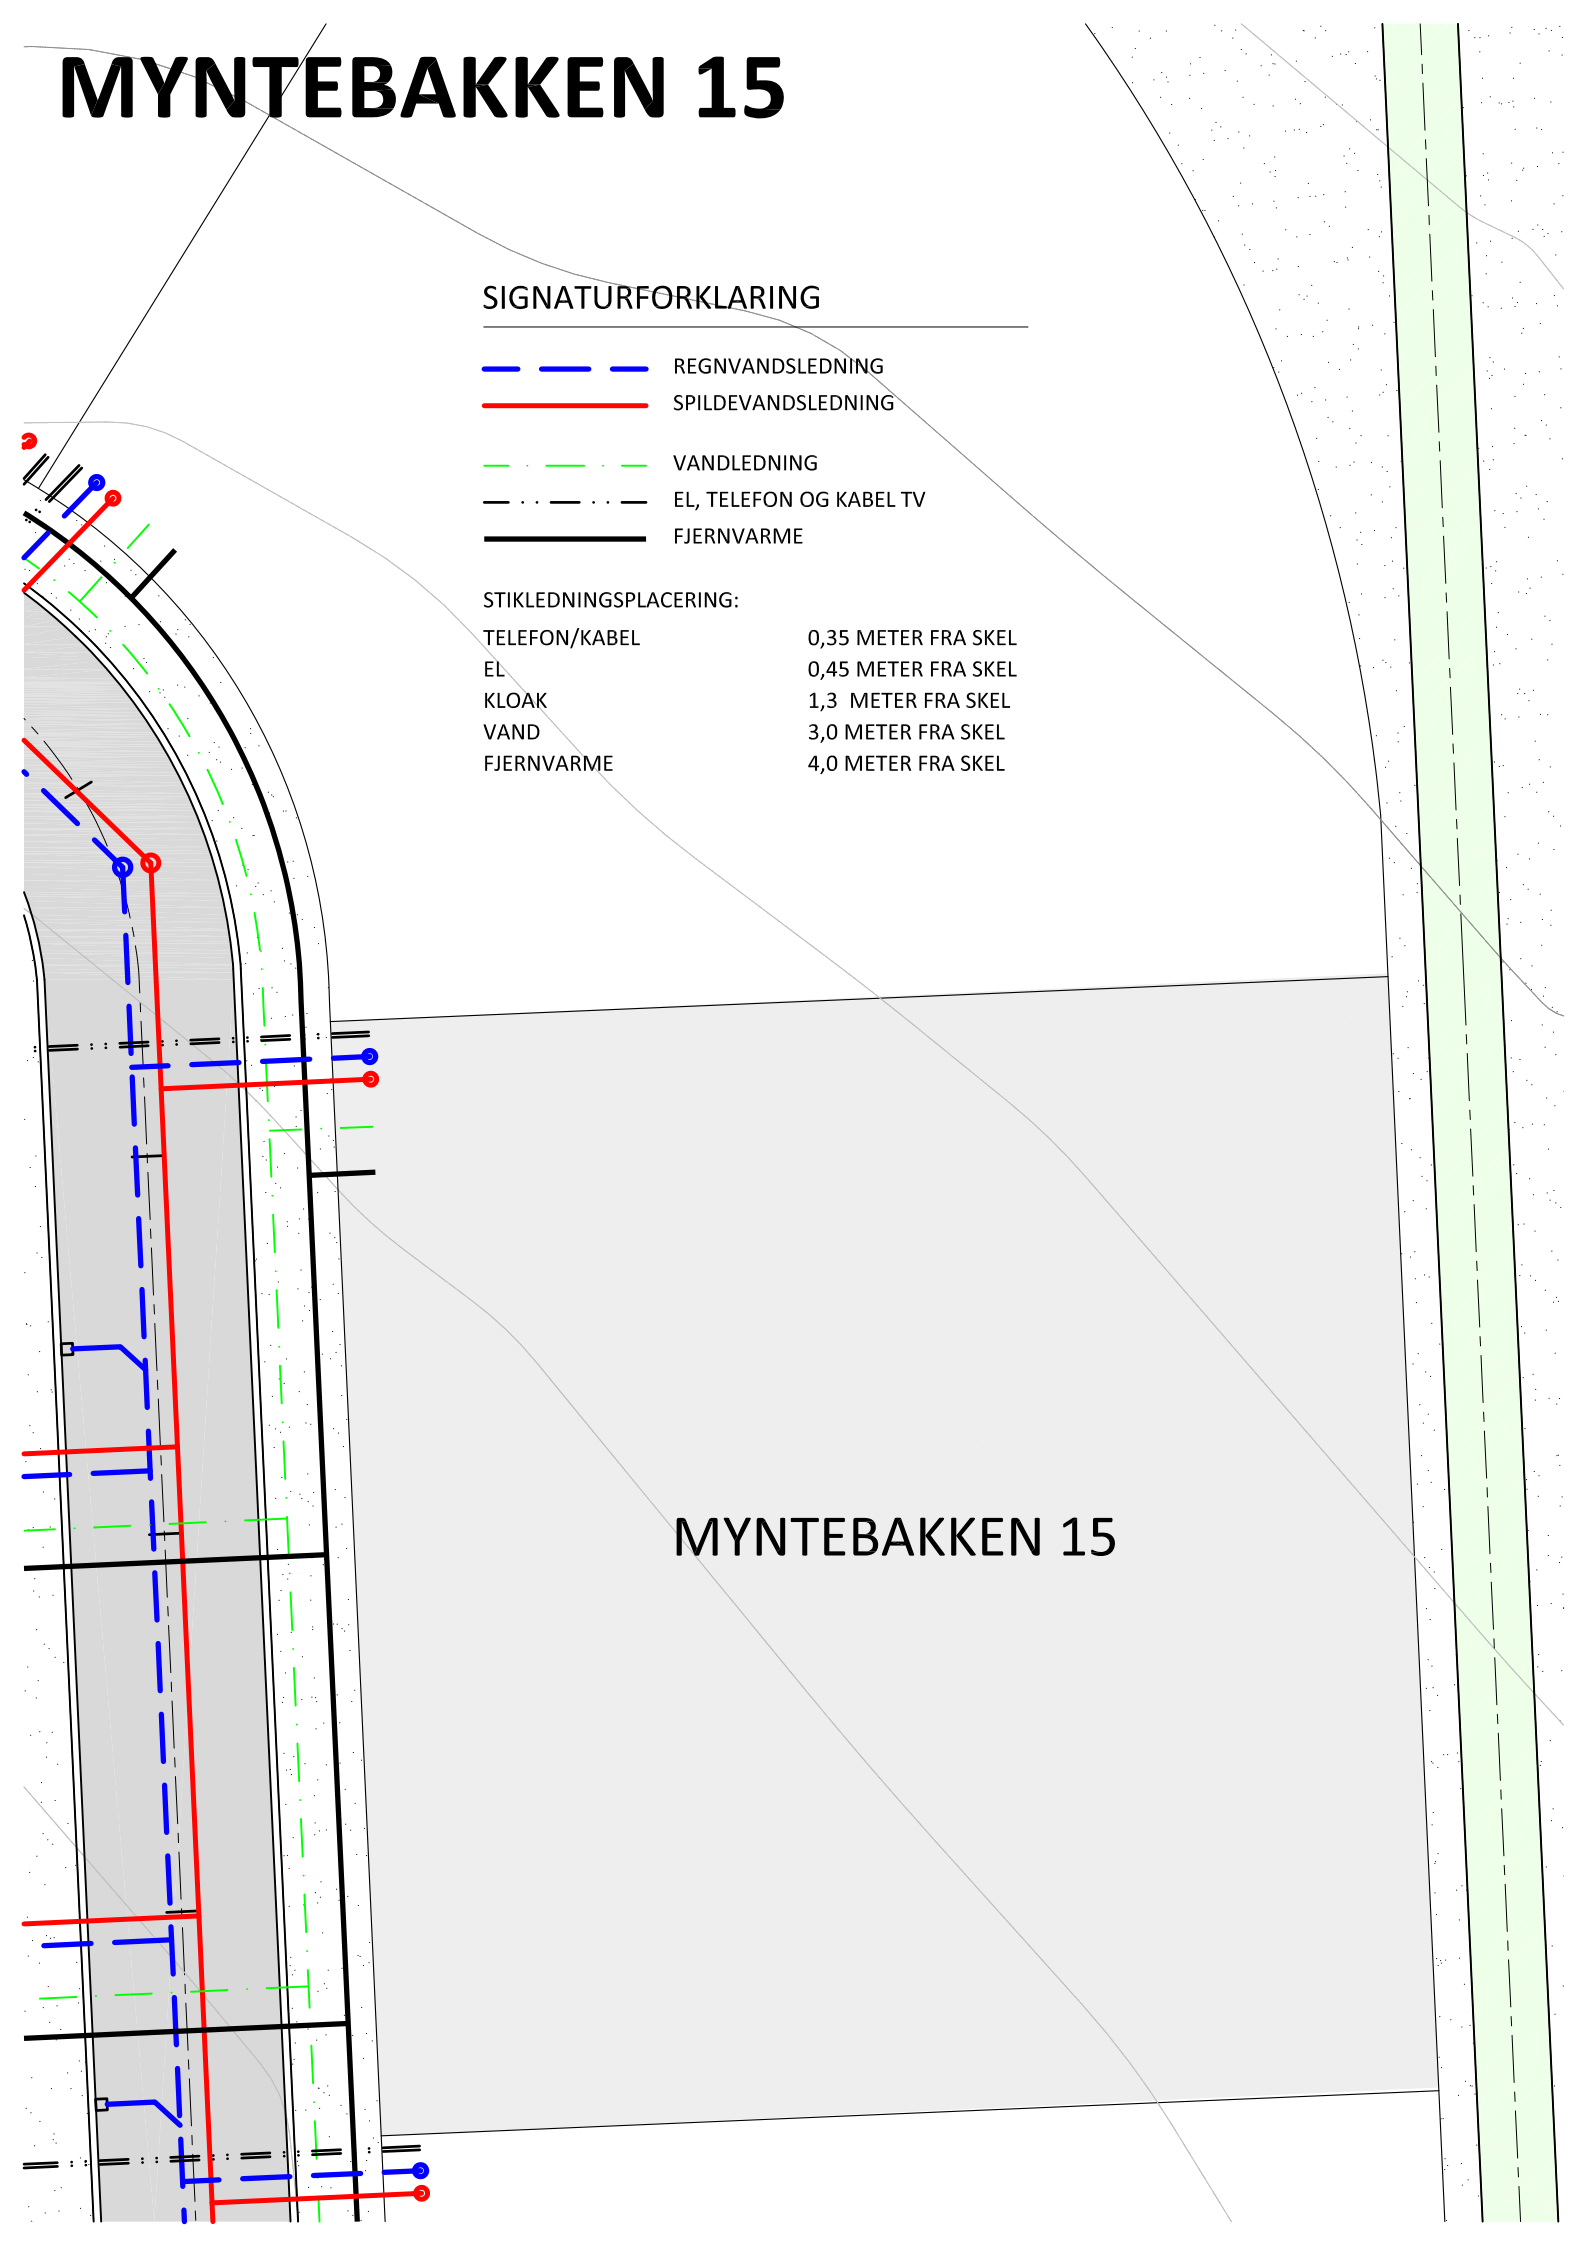 MYNTEBAKKEN 15
SIGNATURFORKLARING
REGNVANDSLEDNING
SPILDEVANDSLEDNING
VANDLEDNING
EL, TELEFON OG KABEL TV
FJERNVARME
STIKLEDNINGSPLACERING:
TELEFON/KABEL 0,35 METER FRA SKEL
EL 0,45 METER FRA SKEL
KLOAK 1,3 METER FRA SKEL
VAND 3,0 METER FRA SKEL
FJERNVARME 4,0 METER FRA SKEL
MYNTEBAKKEN 15